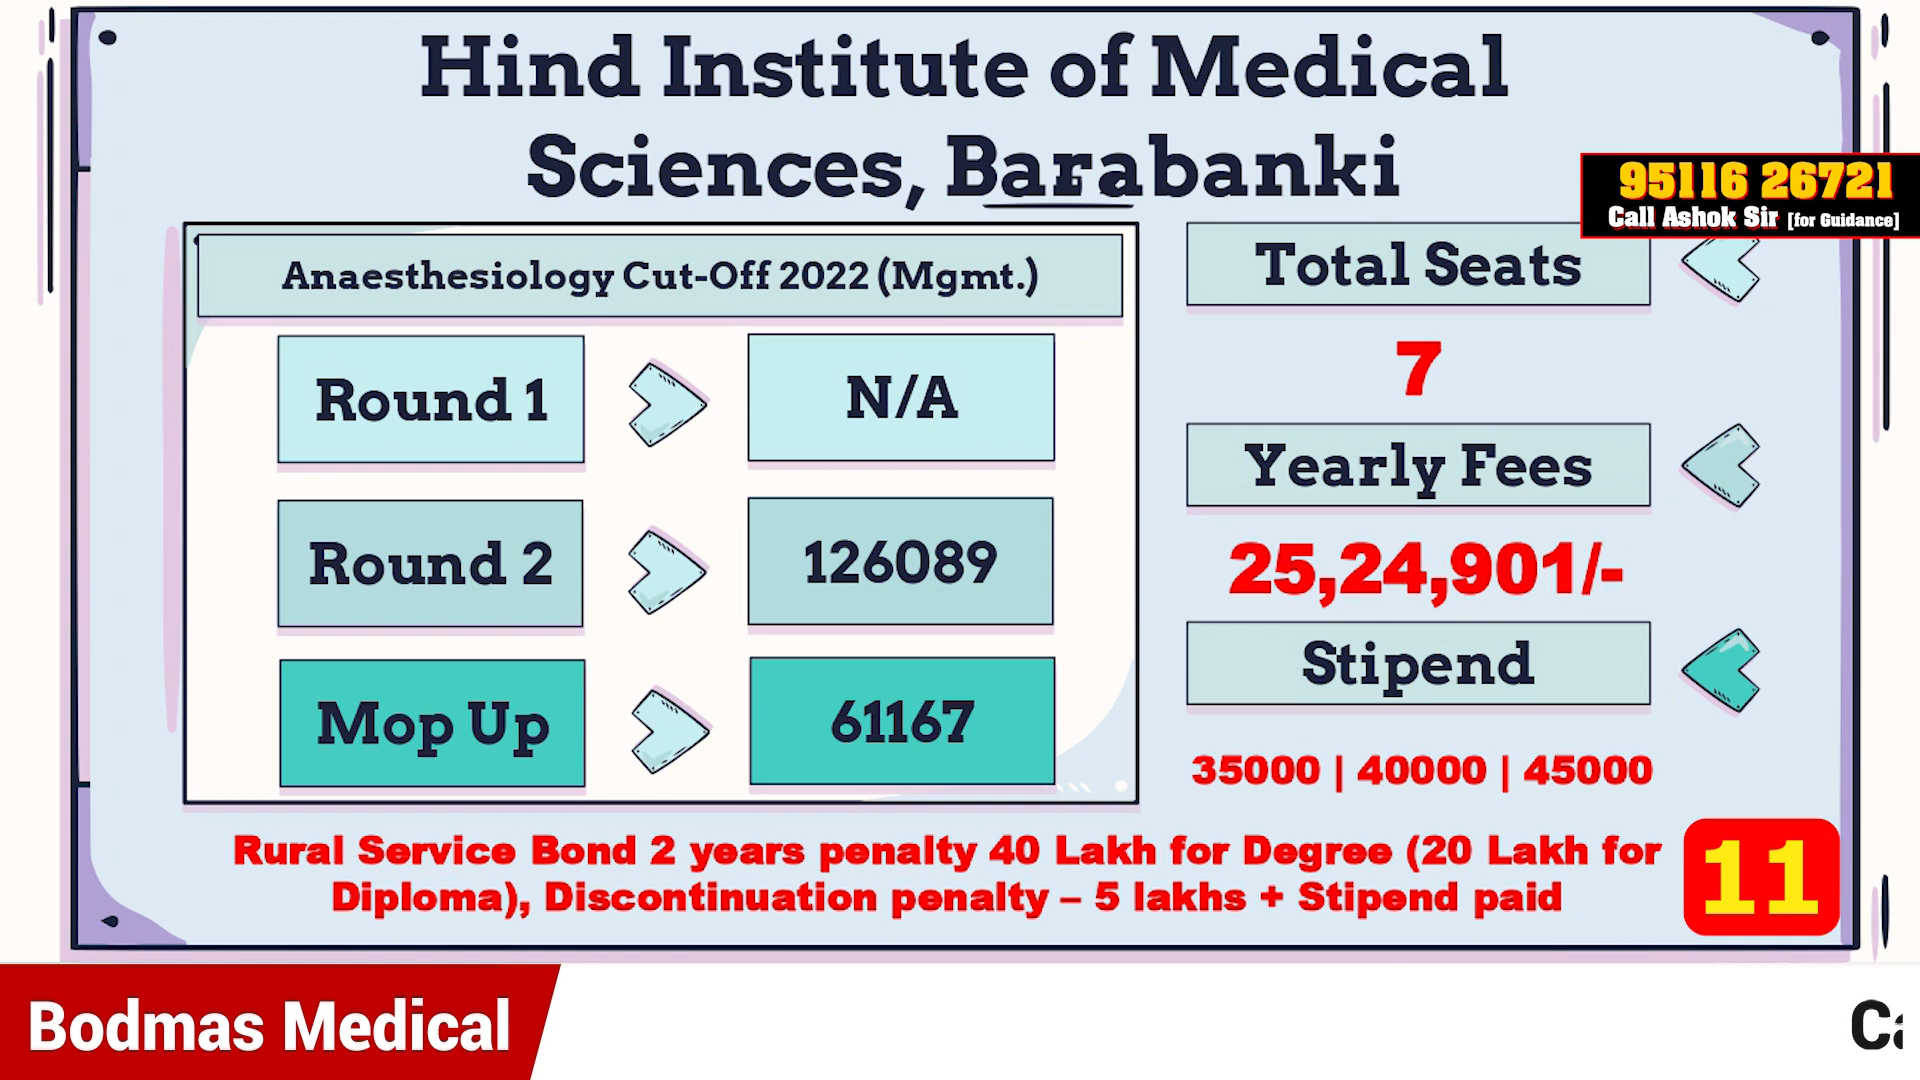 Hind Institute of Medical
Sciences, Barabanki
95116 26721
Call Ashok Sir [for Guidance]
Anaesthesiology Cut-Off 2022 (Mgmt.)
Round 1
N/A
Round 2
126089
Mop Up
61167
Total Seats
7
Yearly Fees
25,24,901/-
Stipend
35000 | 40000 | 45000
Rural Service Bond 2 years penalty 40 Lakh for Degree (20 Lakh for
Diploma), Discontinuation penalty – 5 lakhs + Stipend paid
11
Bodmas Medical